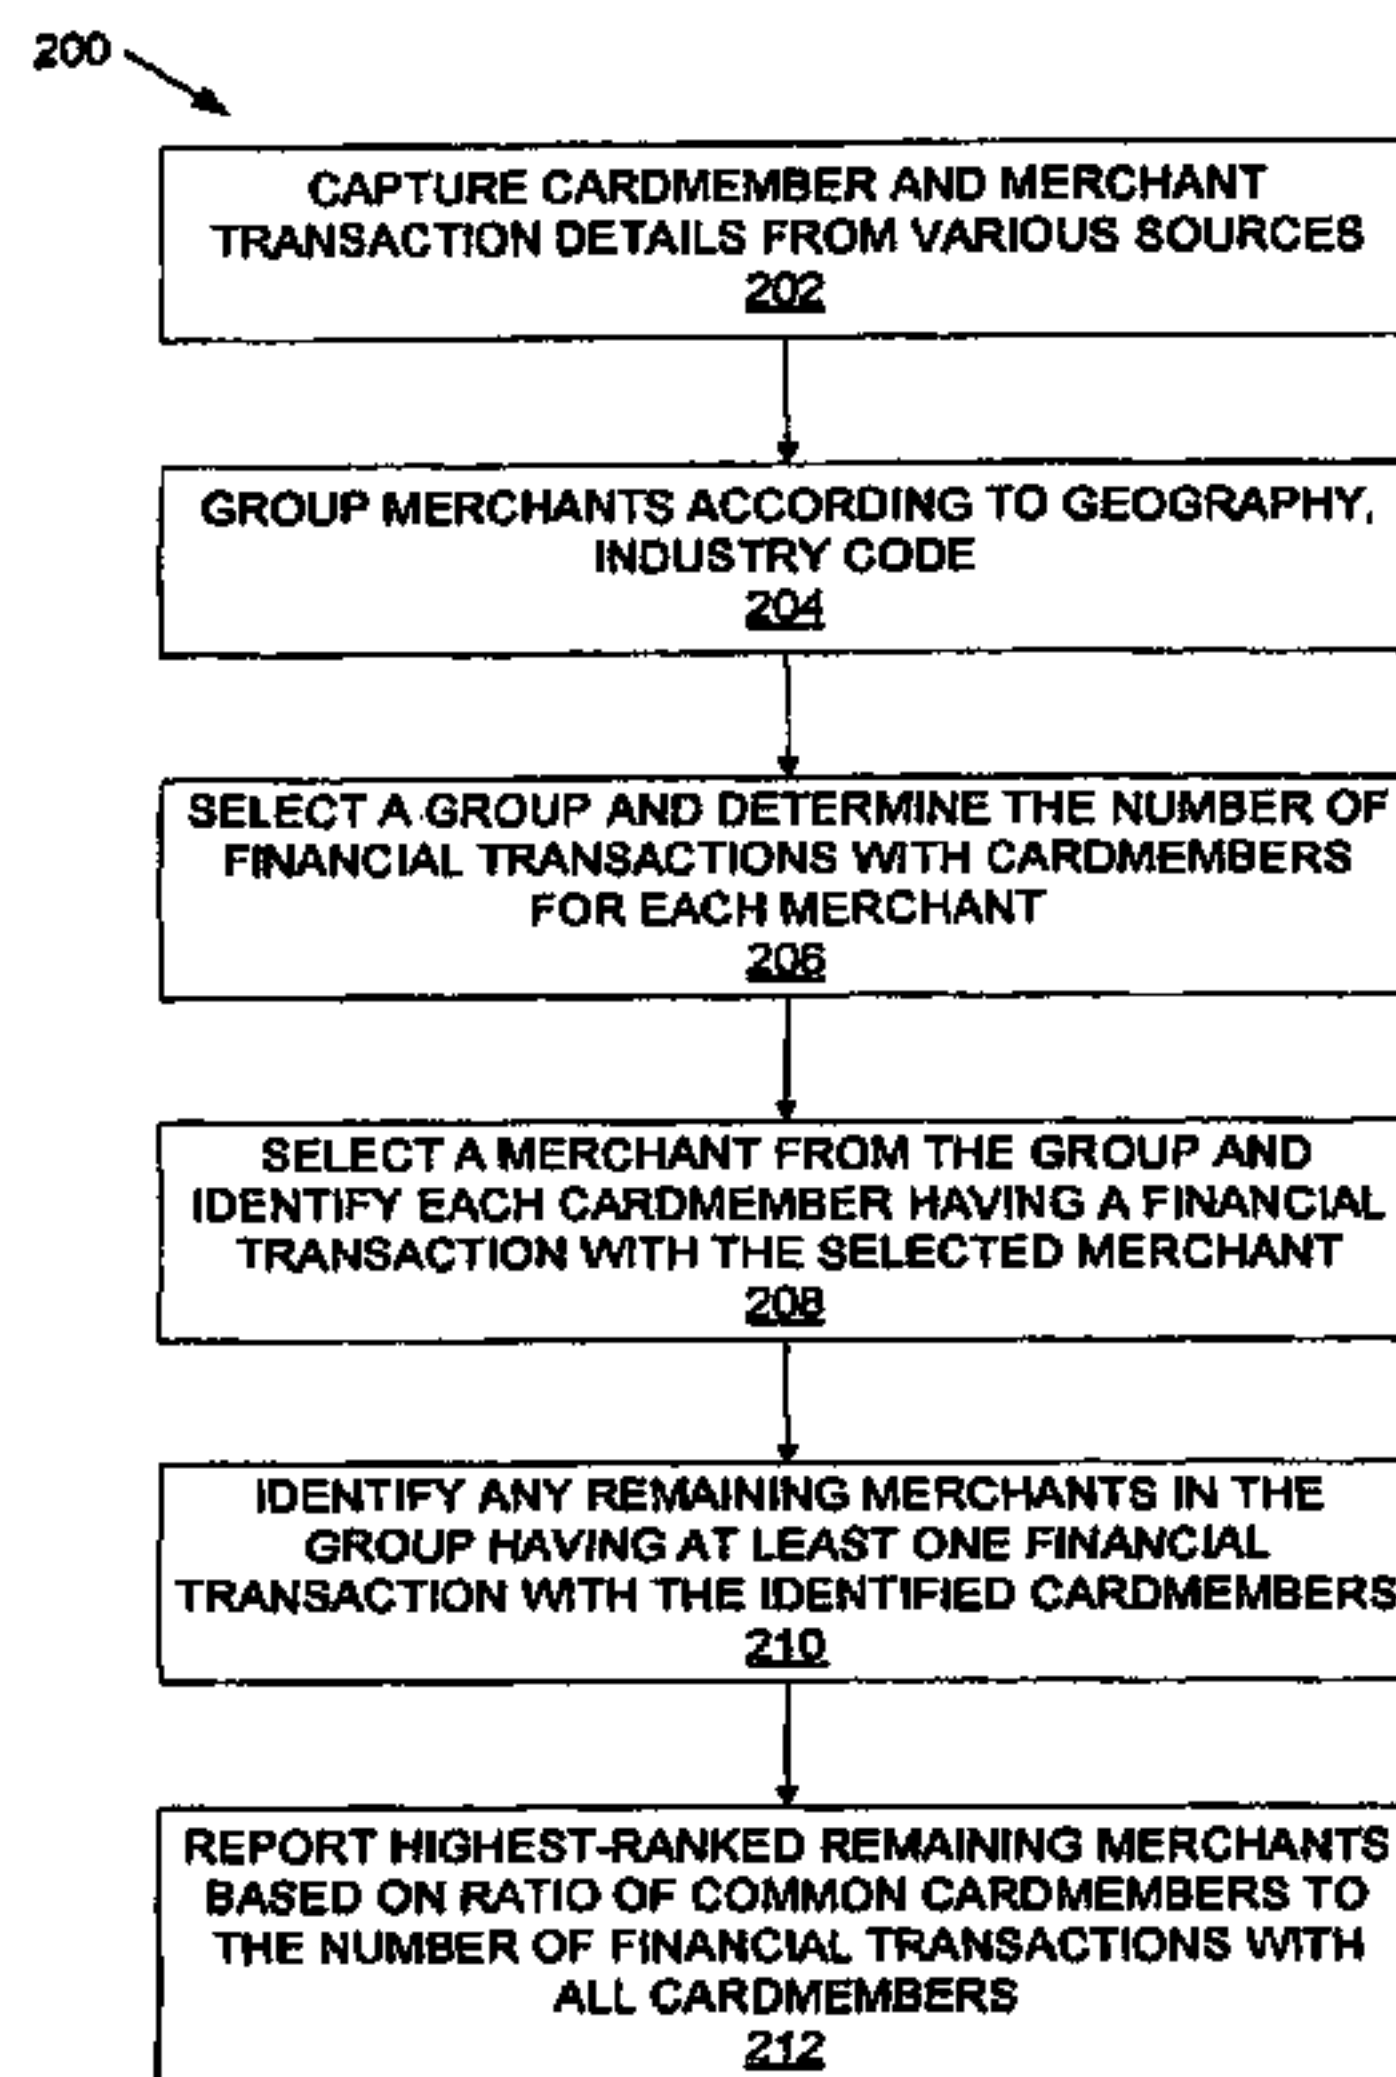 200
CAPTURE CARDMEMBER AND MERCHANT
TRANSACTION DETAILS FROM VARIOUS SOURCES
202
GROUP MERCHANTS ACCORDING TO GEOGRAPHY,
INDUSTRY CODE
204
SELECT A GROUP AND DETERMINE THE NUMBER OF
FINANCIAL TRANSACTIONS WITH CARDMEMBERS
FOR EACH MERCHANT
206
SELECT A MERCHANT FROM THE GROUP AND
IDENTIFY EACH CARDMEMBER HAVING A FINANCIAL
TRANSACTION WITH THE SELECTED MERCHANT
208
IDENTIFY ANY REMAINING MERCHANTS IN THE
GROUP HAVING AT LEAST ONE FINANCIAL
TRANSACTION WITH THE IDENTIFIED CARDMEMBERS
210
REPORT HIGHEST-RANKED REMAINING MERCHANTS
BASED ON RATIO OF COMMON CARDMEMBERS TO
THE NUMBER OF FINANCIAL TRANSACTIONS WITH
ALL CARDMEMBERS
212